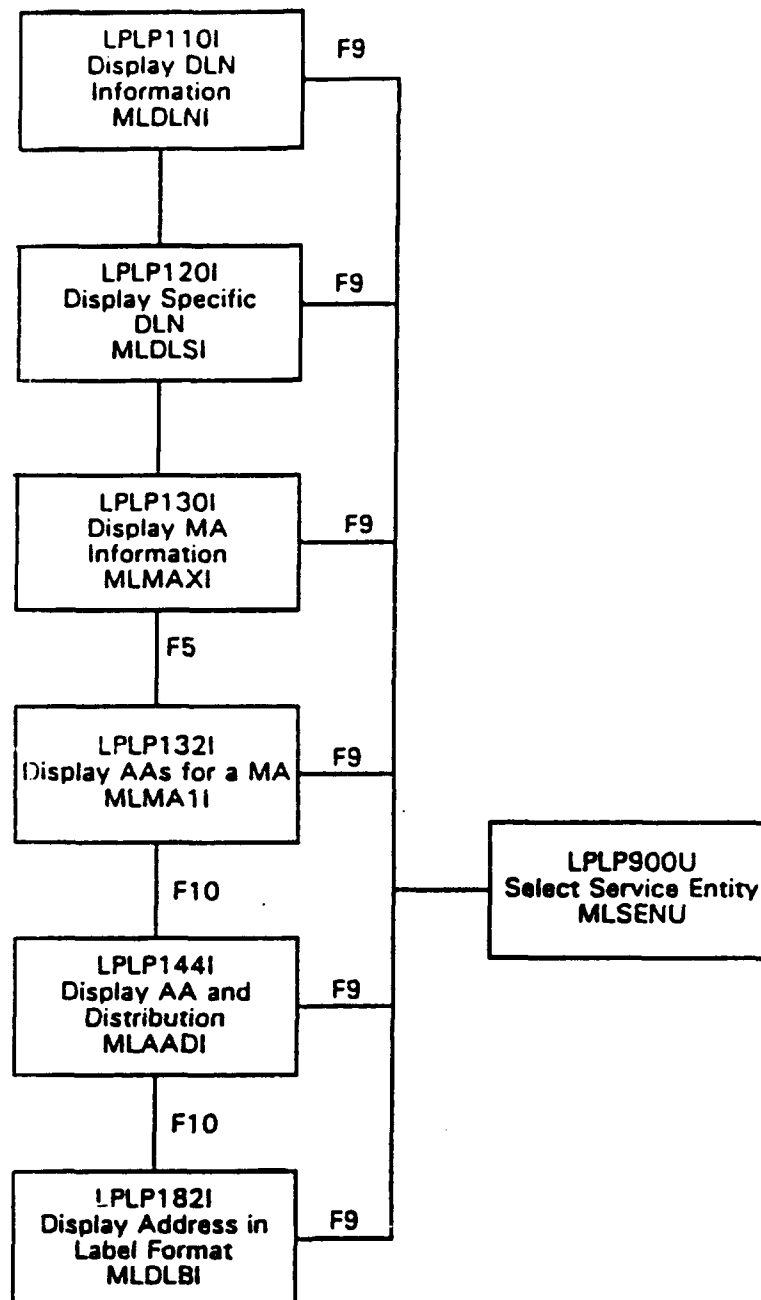 LPLP110I
Display DLN
Information
MLDLNI
F9
LPLP120I
Display Specific
DLN
MLDLSI
F9
LPLP130I
Display MA
Information
MLMAXI
F9
F5
LPLP132I
Display AAs for a MA
MLMA1I
F9
F10
LPLP900U
Select Service Entity
MLSENU
LPLP144I
Display AA and
Distribution
MLAADI
F9
F10
LPLP182I
Display Address in
Label Format
MLDLBI
F9